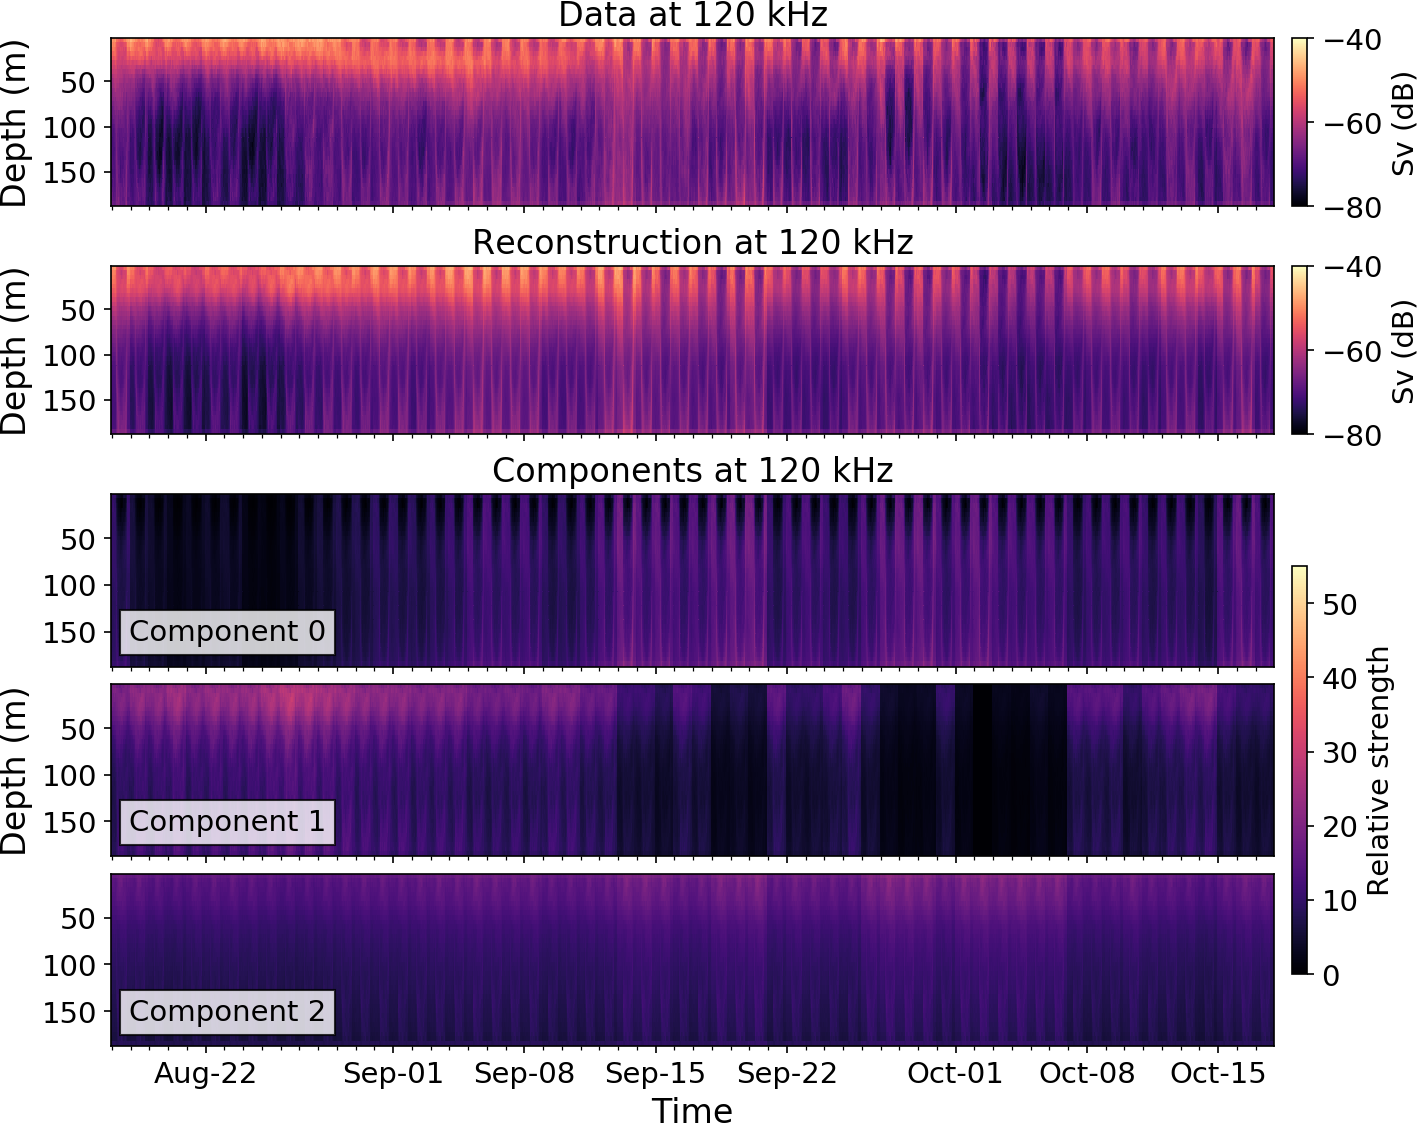 Data at 120 kHz
Depth (m)
50
100
150
−40
−60
−80
Sv (dB)
Reconstruction at 120 kHz
Depth (m)
50
100
150
−40
−60
−80
Sv (dB)
Components at 120 kHz
50
100
150
Component 0
Depth (m)
50
100
150
Component 1
50
100
150
Component 2
50
40
30
20
10
0
Relative strength
Aug-22 Sep-01 Sep-08 Sep-15 Sep-22 Oct-01 Oct-08 Oct-15
Time